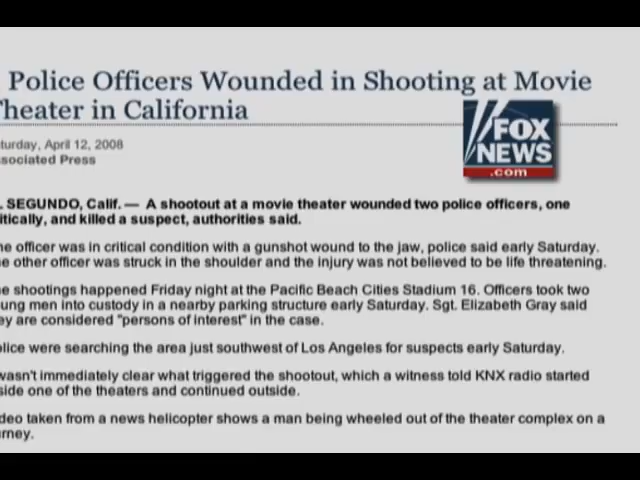 Police Officers Wounded in Shooting at Movie
heater in California
turday, April 12, 2008
sociated Press
FOX
NEWS
.com
. SEGUNDO, Calif. — A shootout at a movie theater wounded two police officers, one
itically, and killed a suspect, authorities said.
ne officer was in critical condition with a gunshot wound to the jaw, police said early Saturday.
e other officer was struck in the shoulder and the injury was not believed to be life threatening.
e shootings happened Friday night at the Pacific Beach Cities Stadium 16. Officers took two
ung men into custody in a nearby parking structure early Saturday. Sgt. Elizabeth Gray said
ey are considered "persons of interest" in the case.
lice were searching the area just southwest of Los Angeles for suspects early Saturday.
wasn't immediately clear what triggered the shootout, which a witness told KNX radio started
side one of the theaters and continued outside.
deo taken from a news helicopter shows a man being wheeled out of the theater complex on a
rney.